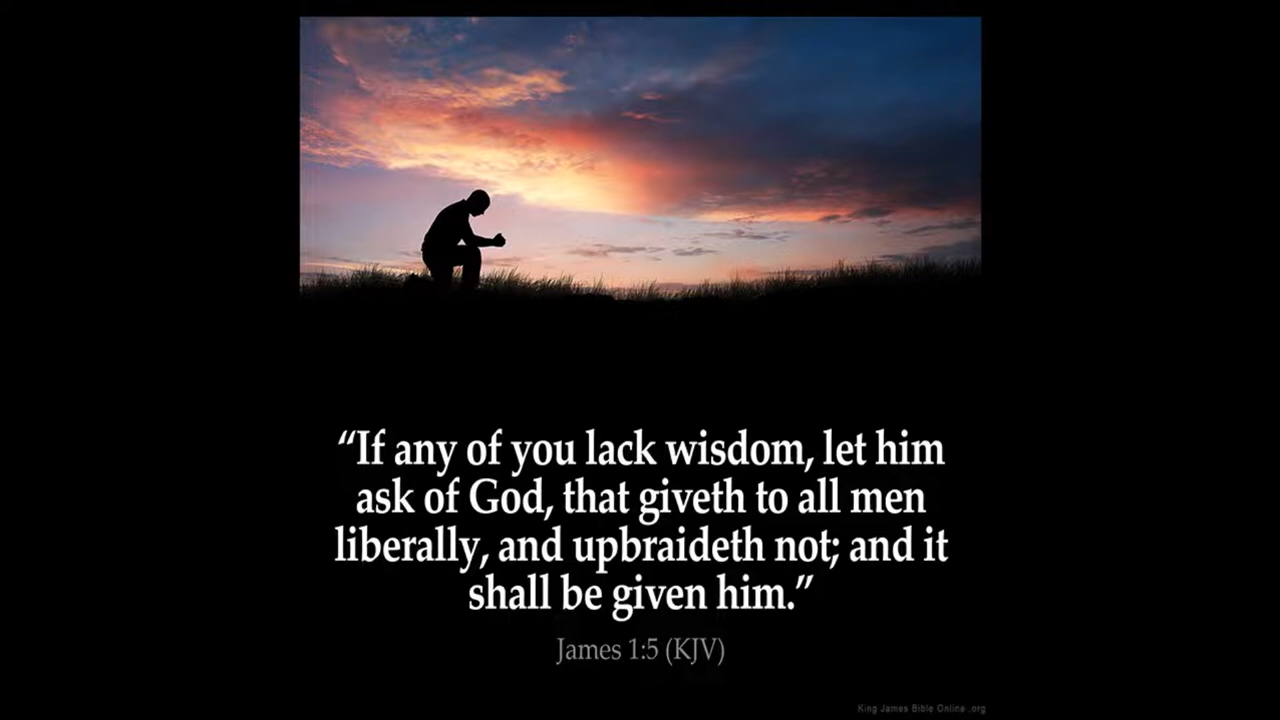 “If any of you lack wisdom, let him
ask of God, that giveth to all men
liberally, and upbraideth not; and it
shall be given him.”
James 1:5 (KJV)
King James Bible Online .org